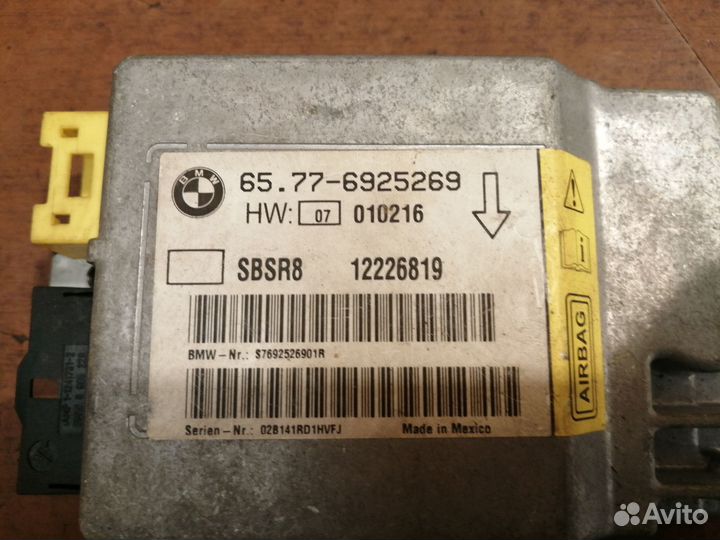 BMW
65.77-6925269
HW: 07 010216
SBSR8 12226819
BMW-Nr.: S7692526901R
Serien-Nr.: 02B141RD1HVFJ
Made in Mexico
AIRBAG
Avito